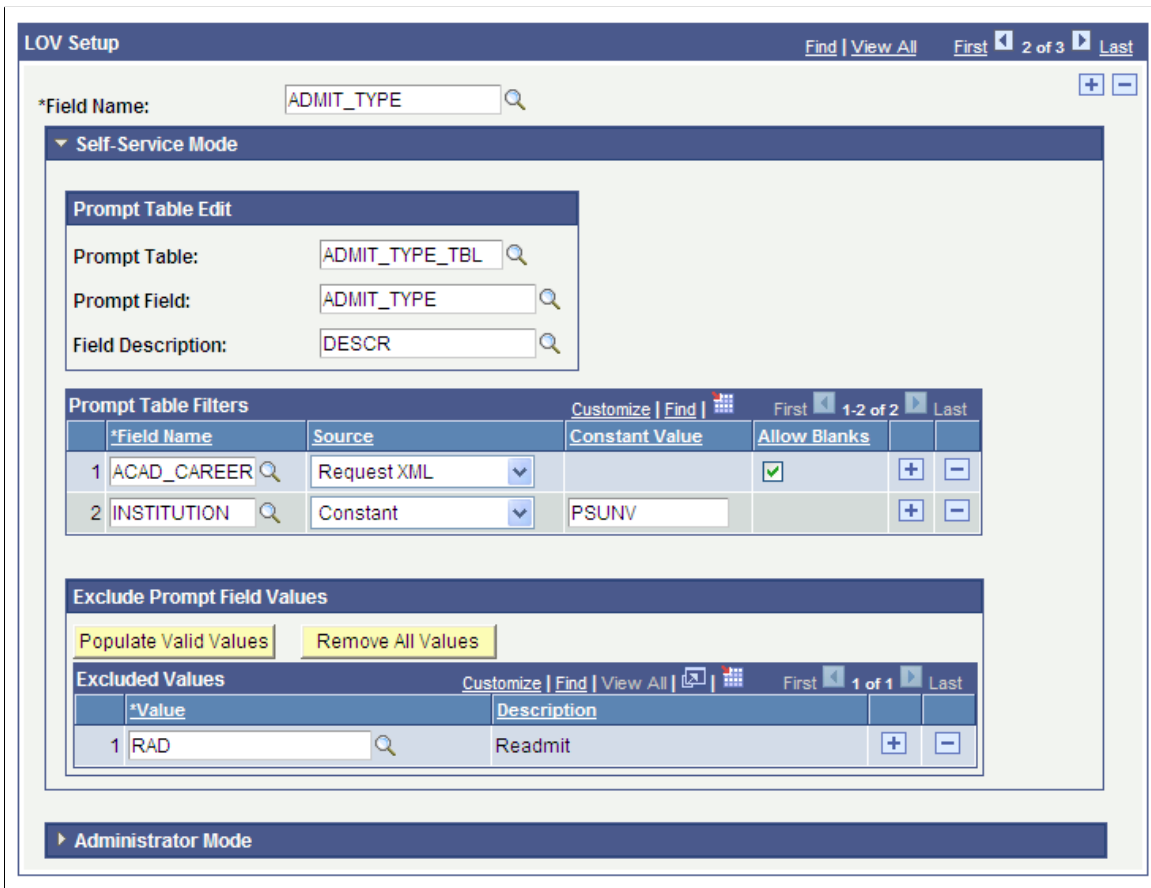 LOV Setup Find | View All First 2 of 3 Last
*Field Name: ADMIT_TYPE
Self-Service Mode
Prompt Table Edit
Prompt Table: ADMIT_TYPE_TBL
Prompt Field: ADMIT_TYPE
Field Description: DESCR
Prompt Table Filters Customize | Find | First 1-2 of 2 Last
*Field Name Source Constant Value Allow Blanks
1 ACAD_CAREER Request XML
2 INSTITUTION Constant PSUNV
Exclude Prompt Field Values
Populate Valid Values Remove All Values
Excluded Values Customize | Find | View All | | First 1 of 1 Last
*Value Description
1 RAD Readmit
Administrator Mode